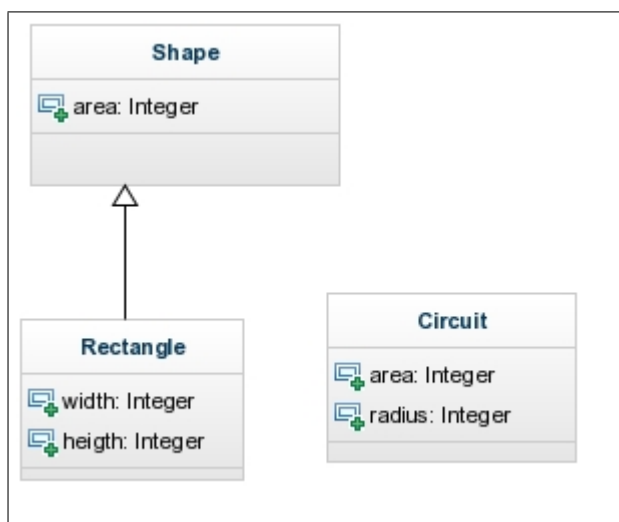 Shape
area: Integer
Rectangle
width: Integer
heigth: Integer
Circuit
area: Integer
radius: Integer